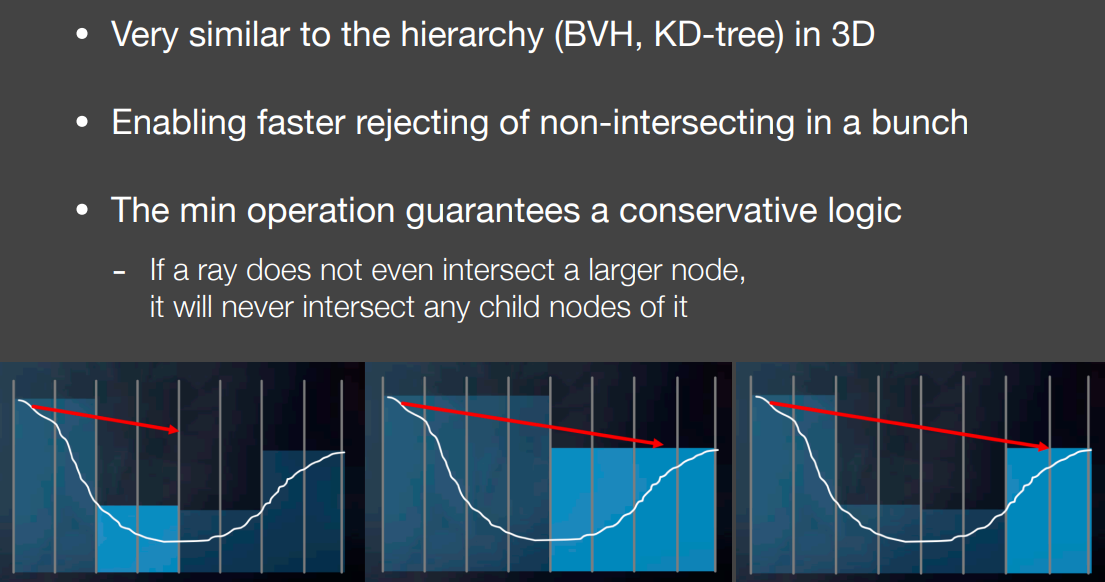 • Very similar to the hierarchy (BVH, KD-tree) in 3D
• Enabling faster rejecting of non-intersecting in a bunch
• The min operation guarantees a conservative logic
– If a ray does not even intersect a larger node,
it will never intersect any child nodes of it